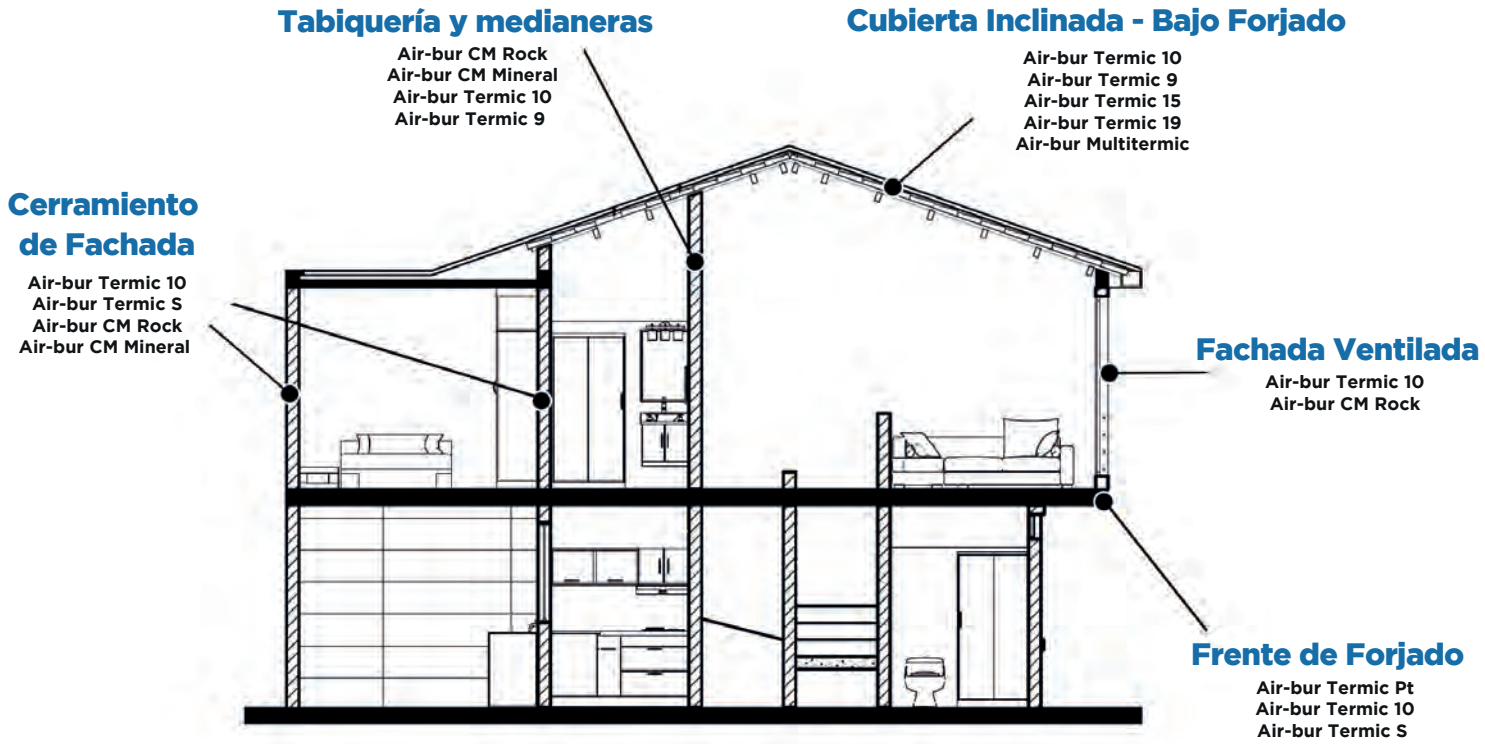 Tabiquería y medianeras
Air-bur CM Rock
Air-bur CM Mineral
Air-bur Termic 10
Air-bur Termic 9
Cubierta Inclinada - Bajo Forjado
Air-bur Termic 10
Air-bur Termic 9
Air-bur Termic 15
Air-bur Termic 19
Air-bur Multitermic
Cerramiento
de Fachada
Air-bur Termic 10
Air-bur Termic S
Air-bur CM Rock
Air-bur CM Mineral
Fachada Ventilada
Air-bur Termic 10
Air-bur CM Rock
Frente de Forjado
Air-bur Termic Pt
Air-bur Termic 10
Air-bur Termic S